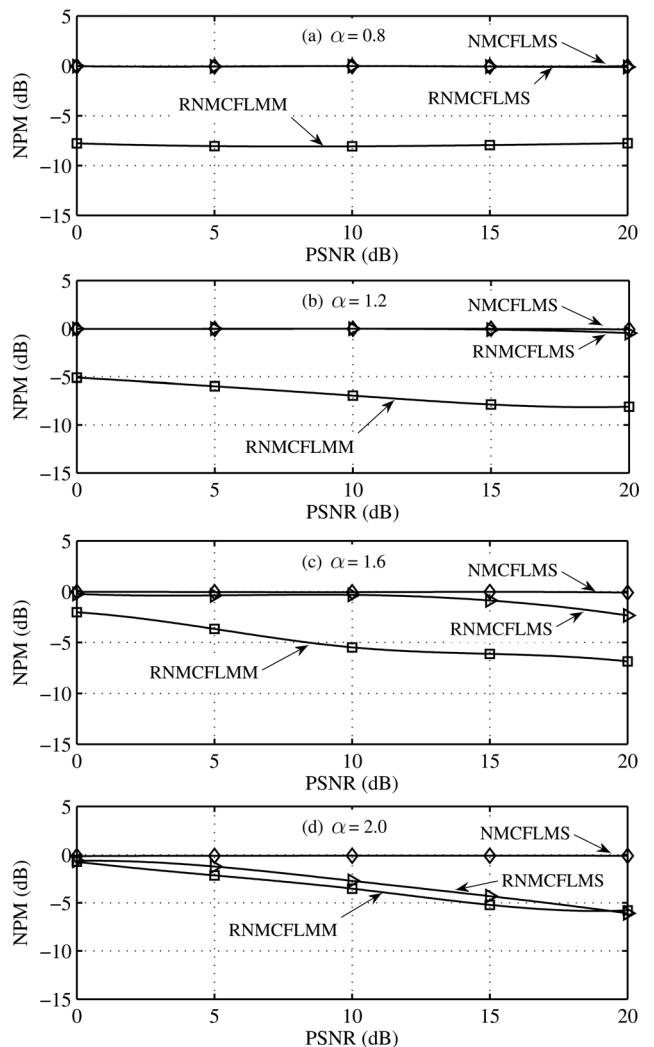 5
(a) α = 0.8
NMCFLMS
0
NPM (dB)
RNMCFLMM
RNMCFLMS
−5
−10
−15
0 5 10 15 20
PSNR (dB)
5
(b) α = 1.2
NMCFLMS
0
NPM (dB)
RNMCFLMS
−5
−10
RNMCFLMM
−15
0 5 10 15 20
PSNR (dB)
5
(c) α = 1.6
NMCFLMS
0
NPM (dB)
RNMCFLMS
−5
RNMCFLMM
−10
−15
0 5 10 15 20
PSNR (dB)
5
(d) α = 2.0
NMCFLMS
0
NPM (dB)
RNMCFLMS
−5
RNMCFLMM
−10
−15
0 5 10 15 20
PSNR (dB)